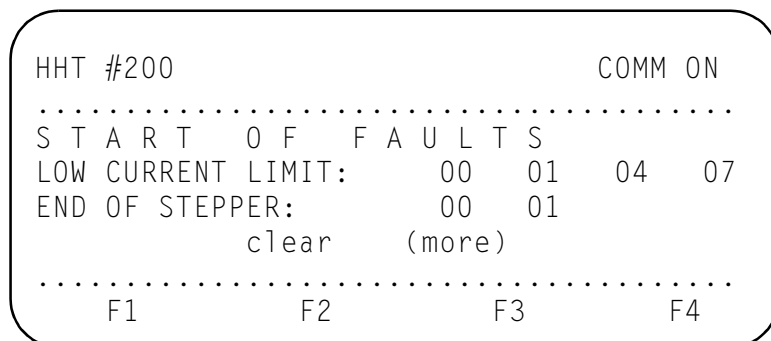 HHT #200 COMM ON
........................................
S T A R T   O F   F A U L T S
LOW CURRENT LIMIT: 00 01 04 07
END OF STEPPER: 00 01
clear (more)
........................................
F1 F2 F3 F4